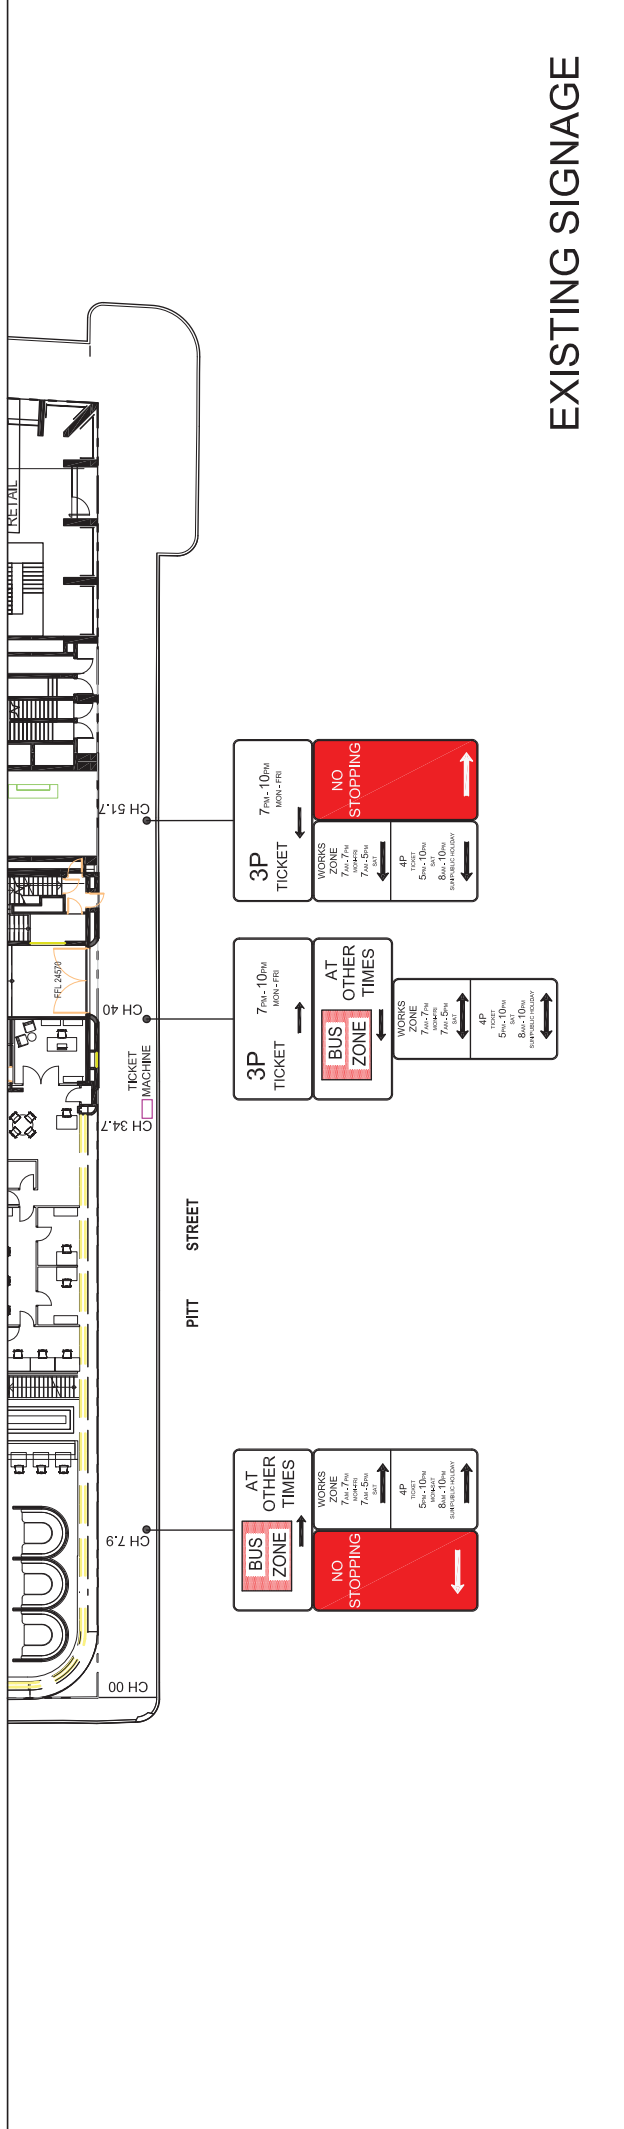 EXISTING SIGNAGE
RETAIL
FFL 24570
CH 00
CH 7.9
CH 34.7
CH 40
CH 51.7
TICKET
MACHINE
PITT STREET
BUS
ZONE
AT
OTHER
TIMES
NO
STOPPING
WORKS
ZONE
7AM-7PM
MON-FRI
7AM-5PM
SAT
4P
TICKET
5PM-10PM
MON-SAT
8AM-10PM
SUN/PUBLIC HOLIDAY
3P
TICKET
7PM-10PM
MON-FRI
BUS
ZONE
AT
OTHER
TIMES
WORKS
ZONE
7AM-7PM
MON-FRI
7AM-5PM
SAT
4P
TICKET
5PM-10PM
SAT
8AM-10PM
SUN/PUBLIC HOLIDAY
3P
TICKET
7PM-10PM
MON-FRI
WORKS
ZONE
7AM-7PM
MON-FRI
7AM-5PM
SAT
4P
TICKET
5PM-10PM
SAT
8AM-10PM
SUN/PUBLIC HOLIDAY
NO
STOPPING